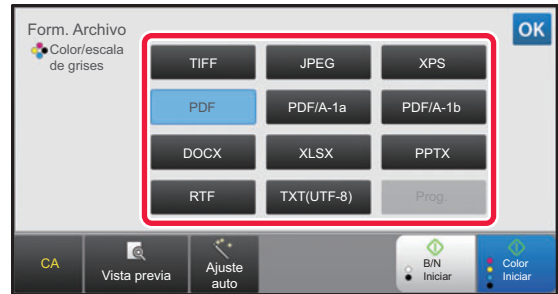 Form. Archivo
OK
Color/escala
de grises
TIFF
JPEG
XPS
PDF
PDF/A-1a
PDF/A-1b
DOCX
XLSX
PPTX
RTF
TXT(UTF-8)
Prog.
CA
Vista previa
Ajuste
auto
B/N
Iniciar
Color
Iniciar